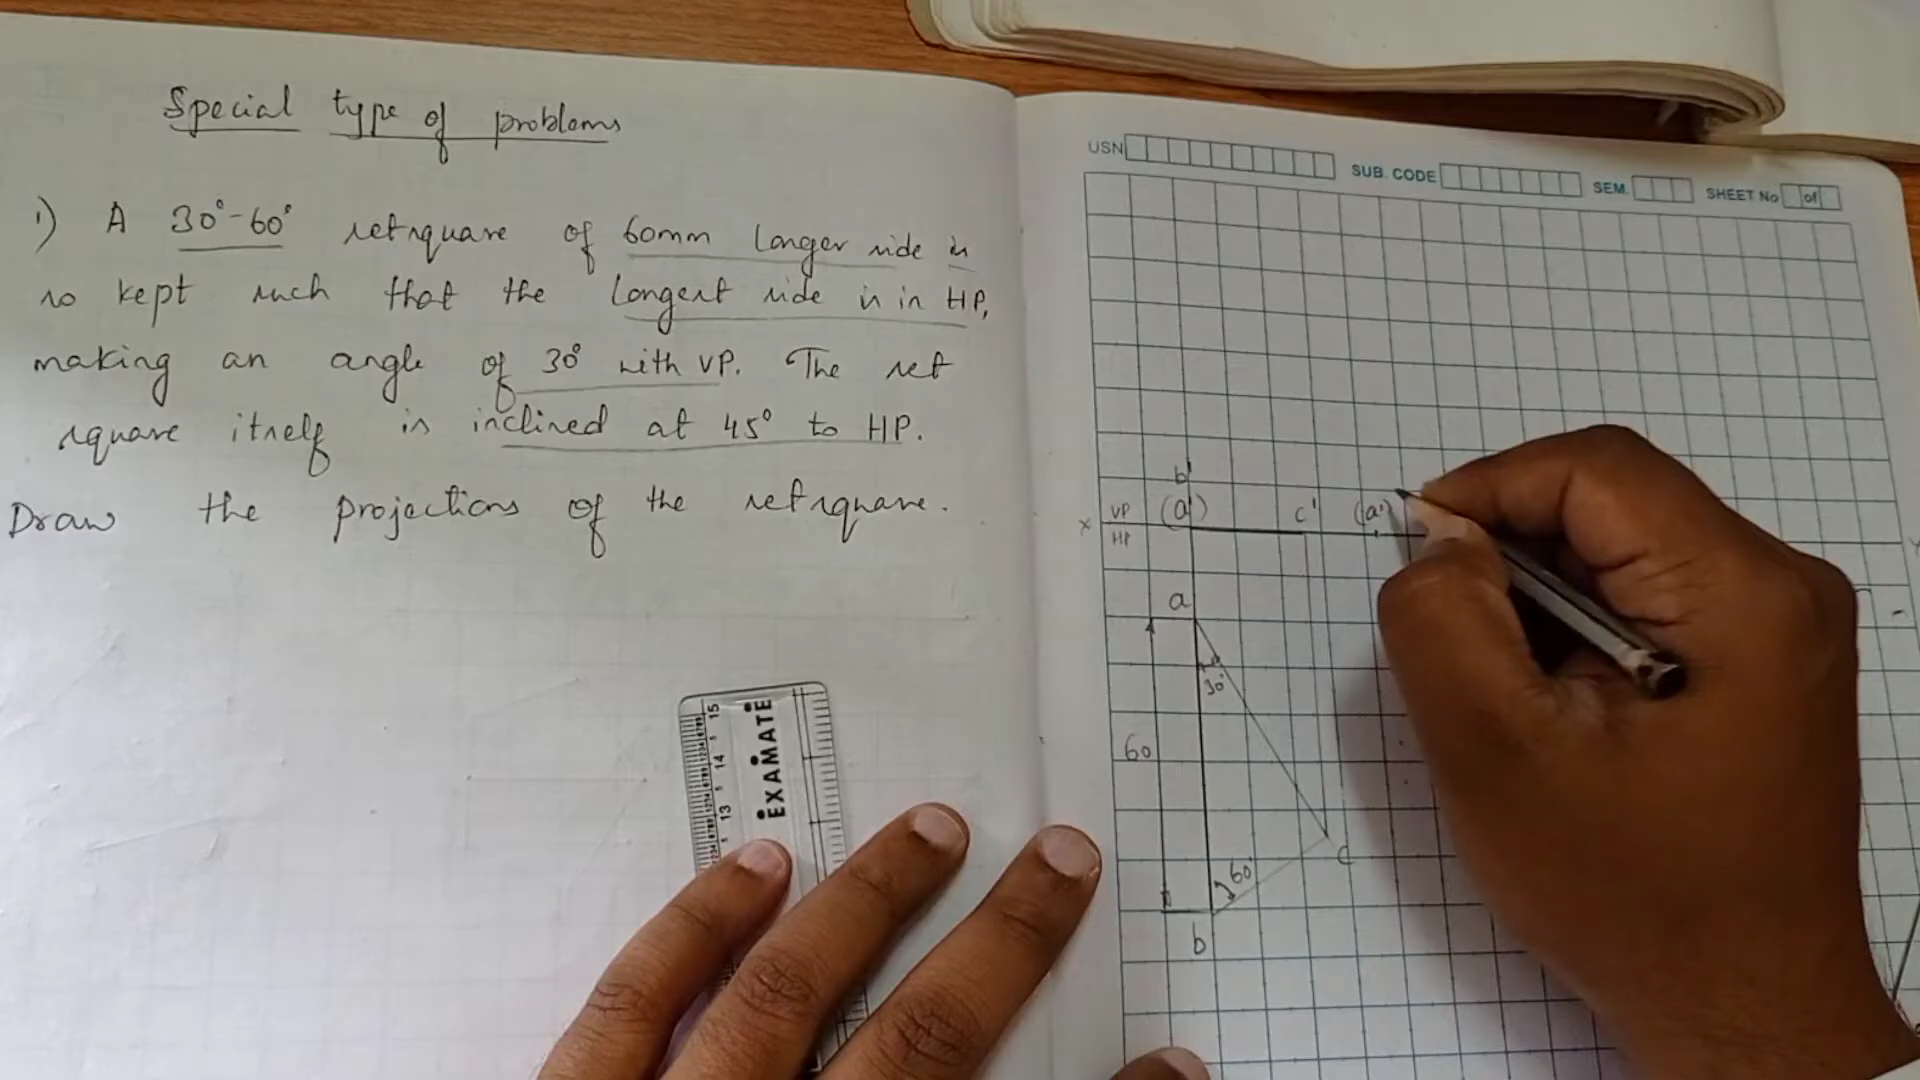 Special type of problems
1) A 30°-60° setsquare of 60mm longer side is
so kept such that the longest side is in HP,
making an angle of 30° with VP. The set
square itself is inclined at 45° to HP.
Draw the projections of the setsquare.
15
14
13
EXAMATE
USN
SUB. CODE
SEM.
SHEET No of
b'
X VP (a') c' (a')
HP
a
30°
60
60°
c
b